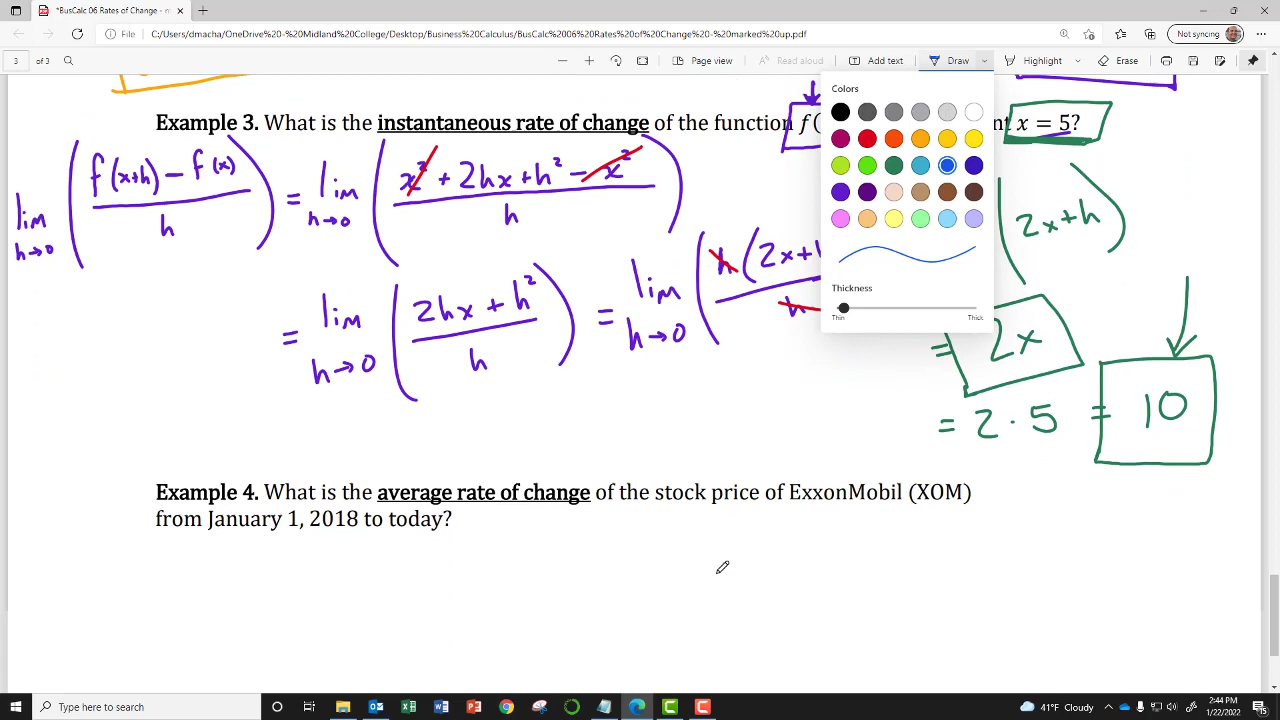 *BusCalc 06 Rates of Change - m
File
C:/Users/dmacha/OneDrive%20-%20Midland%20College/Desktop/Business%20Calculus/BusCalc%2006%20Rates%20of%20Change%20-%20marked%20up.pdf
Not syncing
3 of 3
Page view
Read aloud
Add text
Draw
Highlight
Erase
Colors
Thickness
Thin
Thick
Example 3. What is the instantaneous rate of change of the function f( nt x = 5?
lim h→0 ( f(x+h) − f(x) / h ) = lim h→0 ( x² + 2hx + h² − x² / h )
(2x+h)
= lim h→0 ( 2hx + h² / h ) = lim h→0 ( h(2x+h / h
= 2x
= 2 · 5 = 10
Example 4. What is the average rate of change of the stock price of ExxonMobil (XOM)
from January 1, 2018 to today?
Type here to search
41°F Cloudy
2:44 PM
1/22/2022